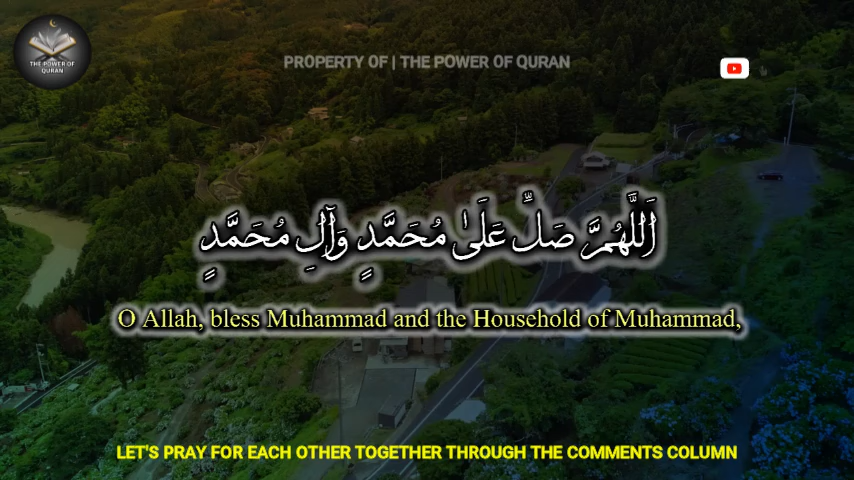 THE POWER OF
QURAN
PROPERTY OF | THE POWER OF QURAN
اَللَّهُمَّ صَلِّ عَلَىٰ مُحَمَّدٍ وَآلِ مُحَمَّدٍ
O Allah, bless Muhammad and the Household of Muhammad,
LET'S PRAY FOR EACH OTHER TOGETHER THROUGH THE COMMENTS COLUMN